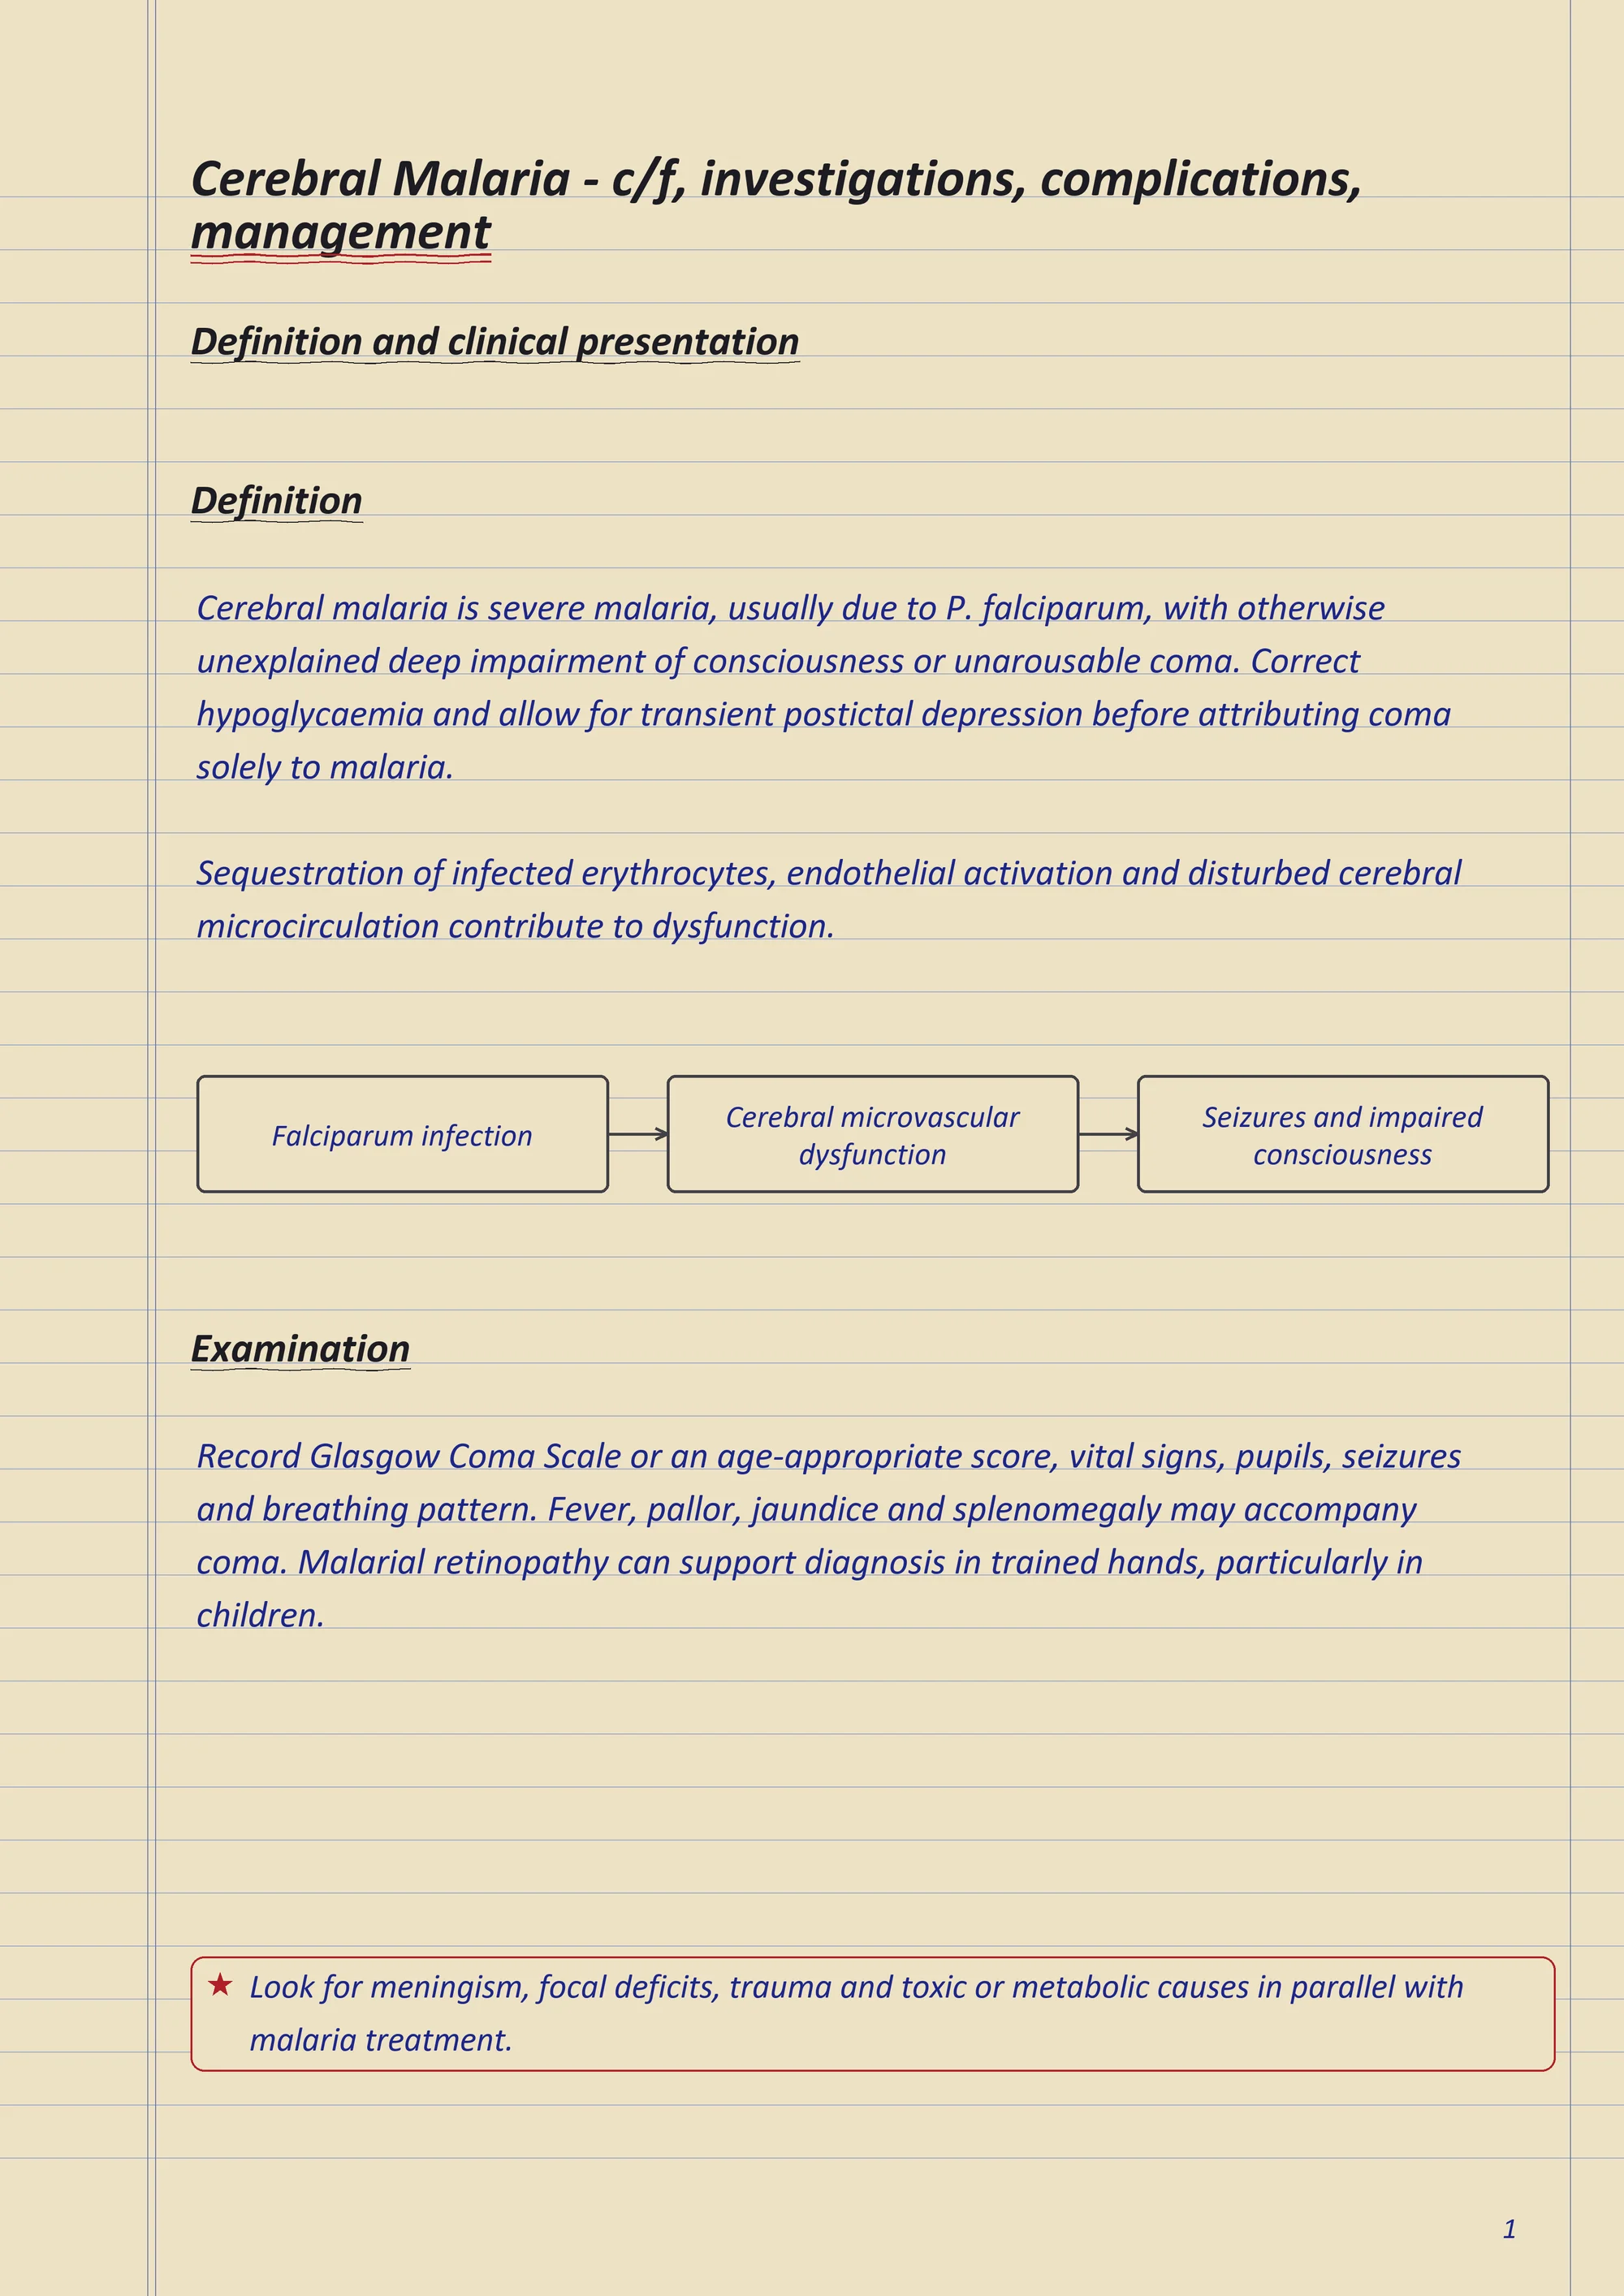 Cerebral Malaria - c/f, investigations, complications,
management
Definition and clinical presentation
Definition
Cerebral malaria is severe malaria, usually due to P. falciparum, with otherwise
unexplained deep impairment of consciousness or unarousable coma. Correct
hypoglycaemia and allow for transient postictal depression before attributing coma
solely to malaria.
Sequestration of infected erythrocytes, endothelial activation and disturbed cerebral
microcirculation contribute to dysfunction.
Falciparum infection
Cerebral microvascular
dysfunction
Seizures and impaired
consciousness
Examination
Record Glasgow Coma Scale or an age-appropriate score, vital signs, pupils, seizures
and breathing pattern. Fever, pallor, jaundice and splenomegaly may accompany
coma. Malarial retinopathy can support diagnosis in trained hands, particularly in
children.
★ Look for meningism, focal deficits, trauma and toxic or metabolic causes in parallel with
malaria treatment.
1